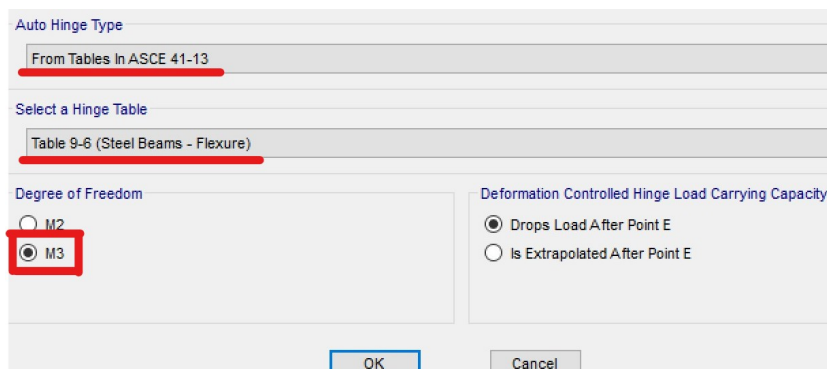 Auto Hinge Type
From Tables In ASCE 41-13
Select a Hinge Table
Table 9-6 (Steel Beams - Flexure)
Degree of Freedom
M2
M3
Deformation Controlled Hinge Load Carrying Capacity
Drops Load After Point E
Is Extrapolated After Point E
OK
Cancel